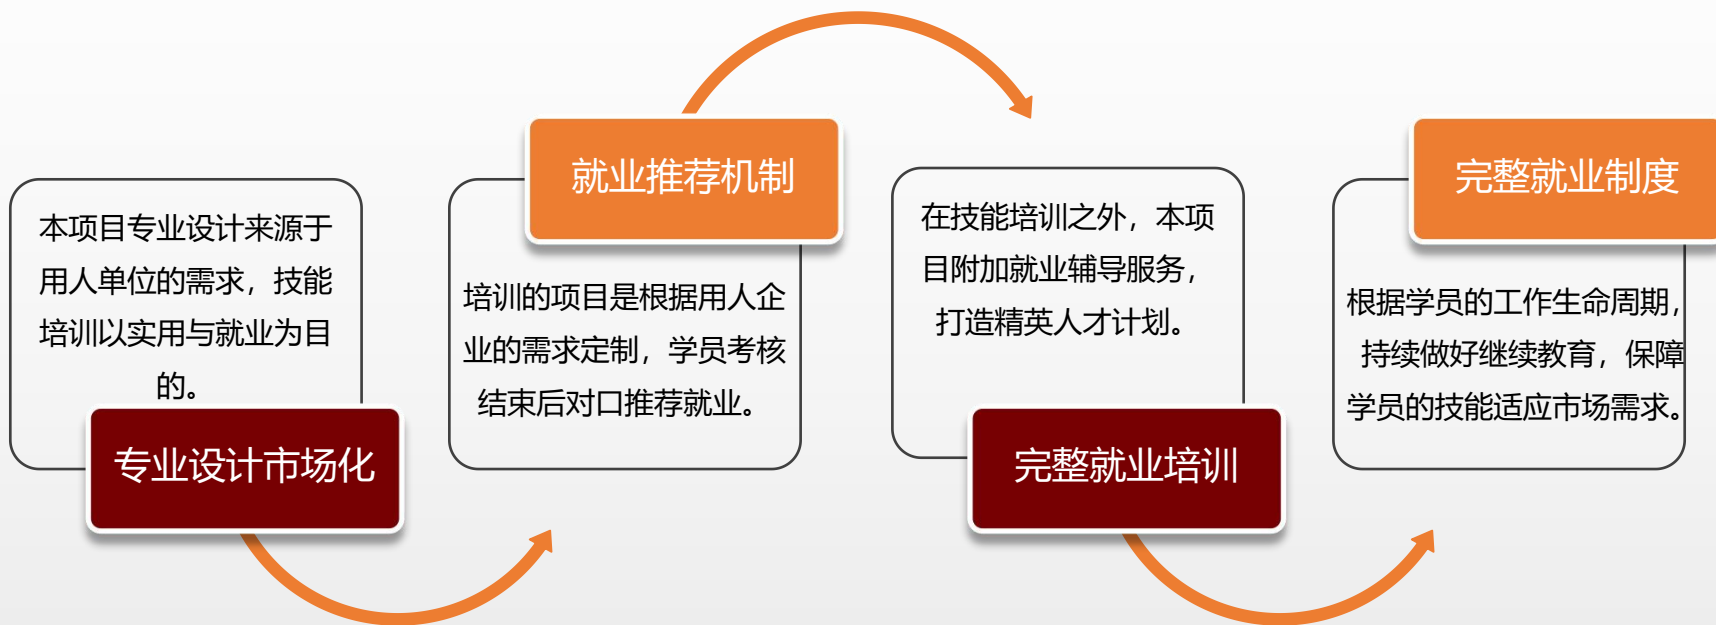 本项目专业设计来源于
用人单位的需求，技能
培训以实用与就业为目
的。
专业设计市场化
就业推荐机制
培训的项目是根据用人企
业的需求定制，学员考核
结束后对口推荐就业。
在技能培训之外，本项
目附加就业辅导服务，
打造精英人才计划。
完整就业培训
完整就业制度
根据学员的工作生命周期，
持续做好继续教育，保障
学员的技能适应市场需求。